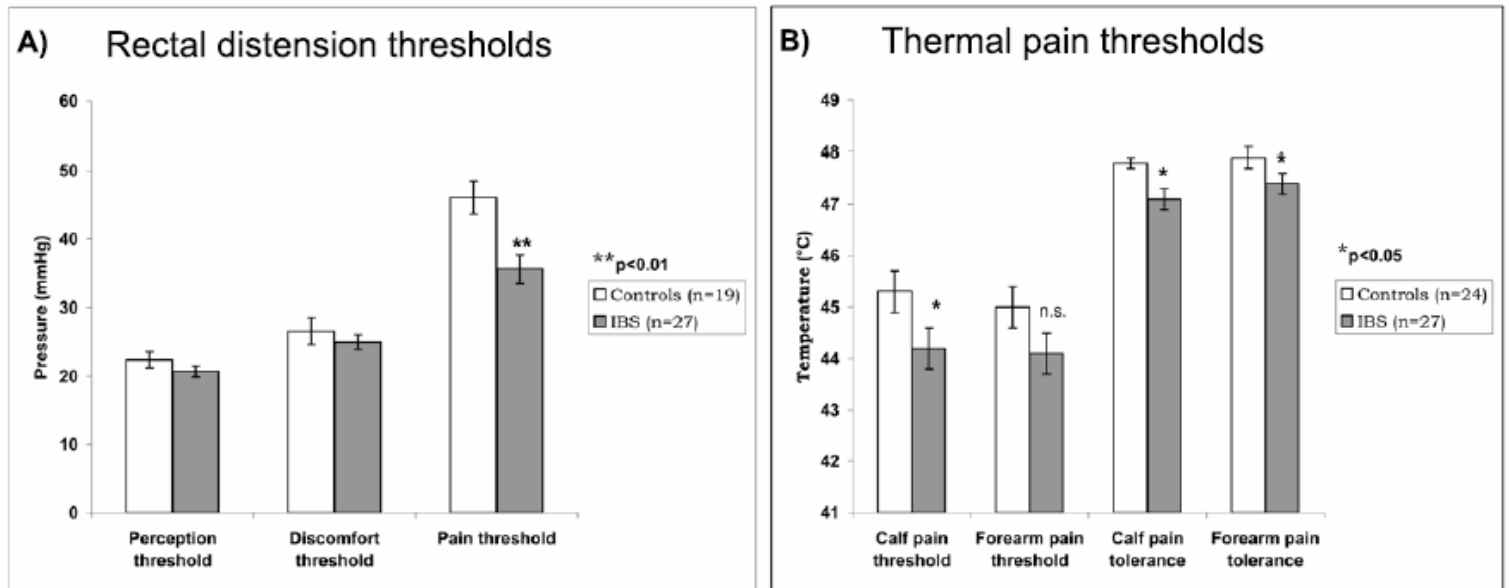 A) Rectal distension thresholds
60
50
40
30
20
10
0
Pressure (mmHg)
**
**p<0.01
Controls (n=19)
IBS (n=27)
Perception threshold
Discomfort threshold
Pain threshold
B) Thermal pain thresholds
49
48
47
46
45
44
43
42
41
Temperature (°C)
*
n.s.
*
*
*p<0.05
Controls (n=24)
IBS (n=27)
Calf pain threshold
Forearm pain threshold
Calf pain tolerance
Forearm pain tolerance